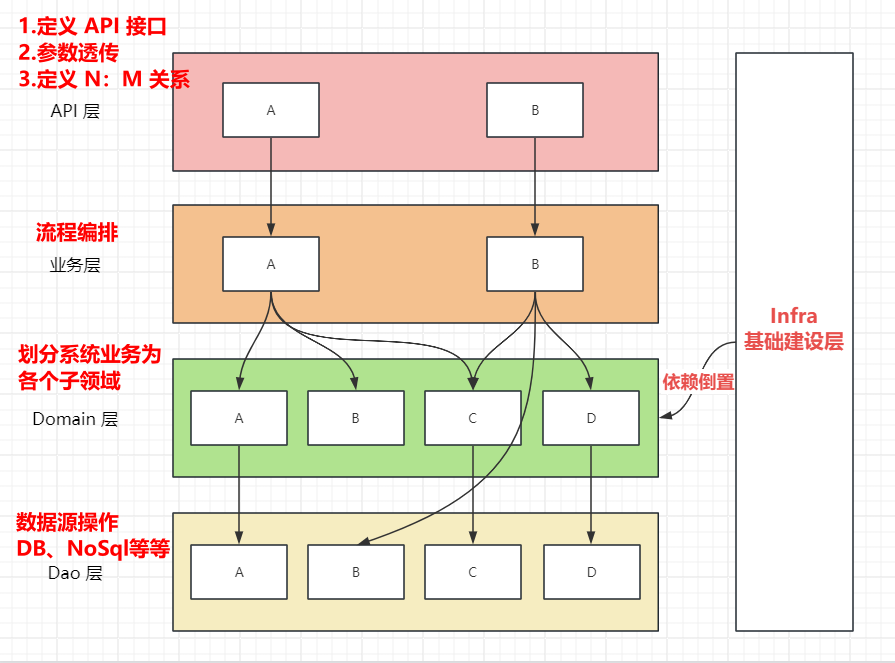 1.定义 API 接口
2.参数透传
3.定义 N：M 关系
API 层
A
B
流程编排
业务层
A
B
Infra
基础建设层
划分系统业务为
各个子领域
依赖倒置
Domain 层
A
B
C
D
数据源操作
DB、NoSql等等
Dao 层
A
B
C
D